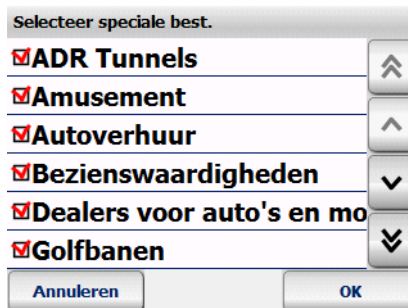 Selecteer speciale best.
ADR Tunnels
Amusement
Autoverhuur
Bezienswaardigheden
Dealers voor auto's en mo
Golfbanen
Annuleren
OK